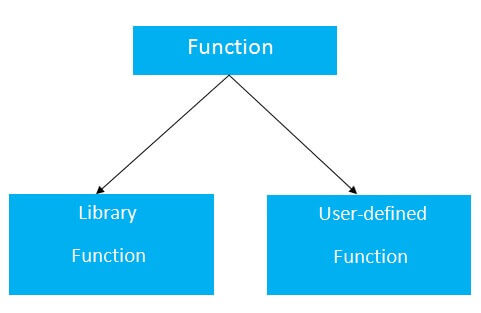 Function
Library
Function
User-defined
Function